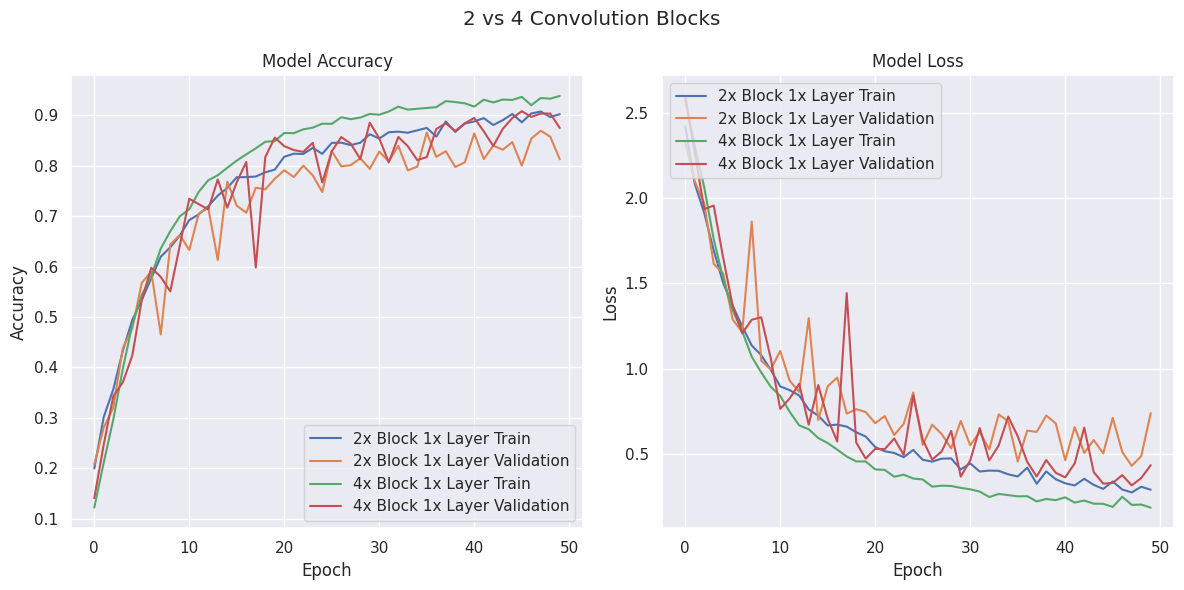 2 vs 4 Convolution Blocks
Model Accuracy
Accuracy
0.9
0.8
0.7
0.6
0.5
0.4
0.3
0.2
0.1
0
10
20
30
40
50
Epoch
2x Block 1x Layer Train
2x Block 1x Layer Validation
4x Block 1x Layer Train
4x Block 1x Layer Validation
Model Loss
Loss
2.5
2.0
1.5
1.0
0.5
0
10
20
30
40
50
Epoch
2x Block 1x Layer Train
2x Block 1x Layer Validation
4x Block 1x Layer Train
4x Block 1x Layer Validation